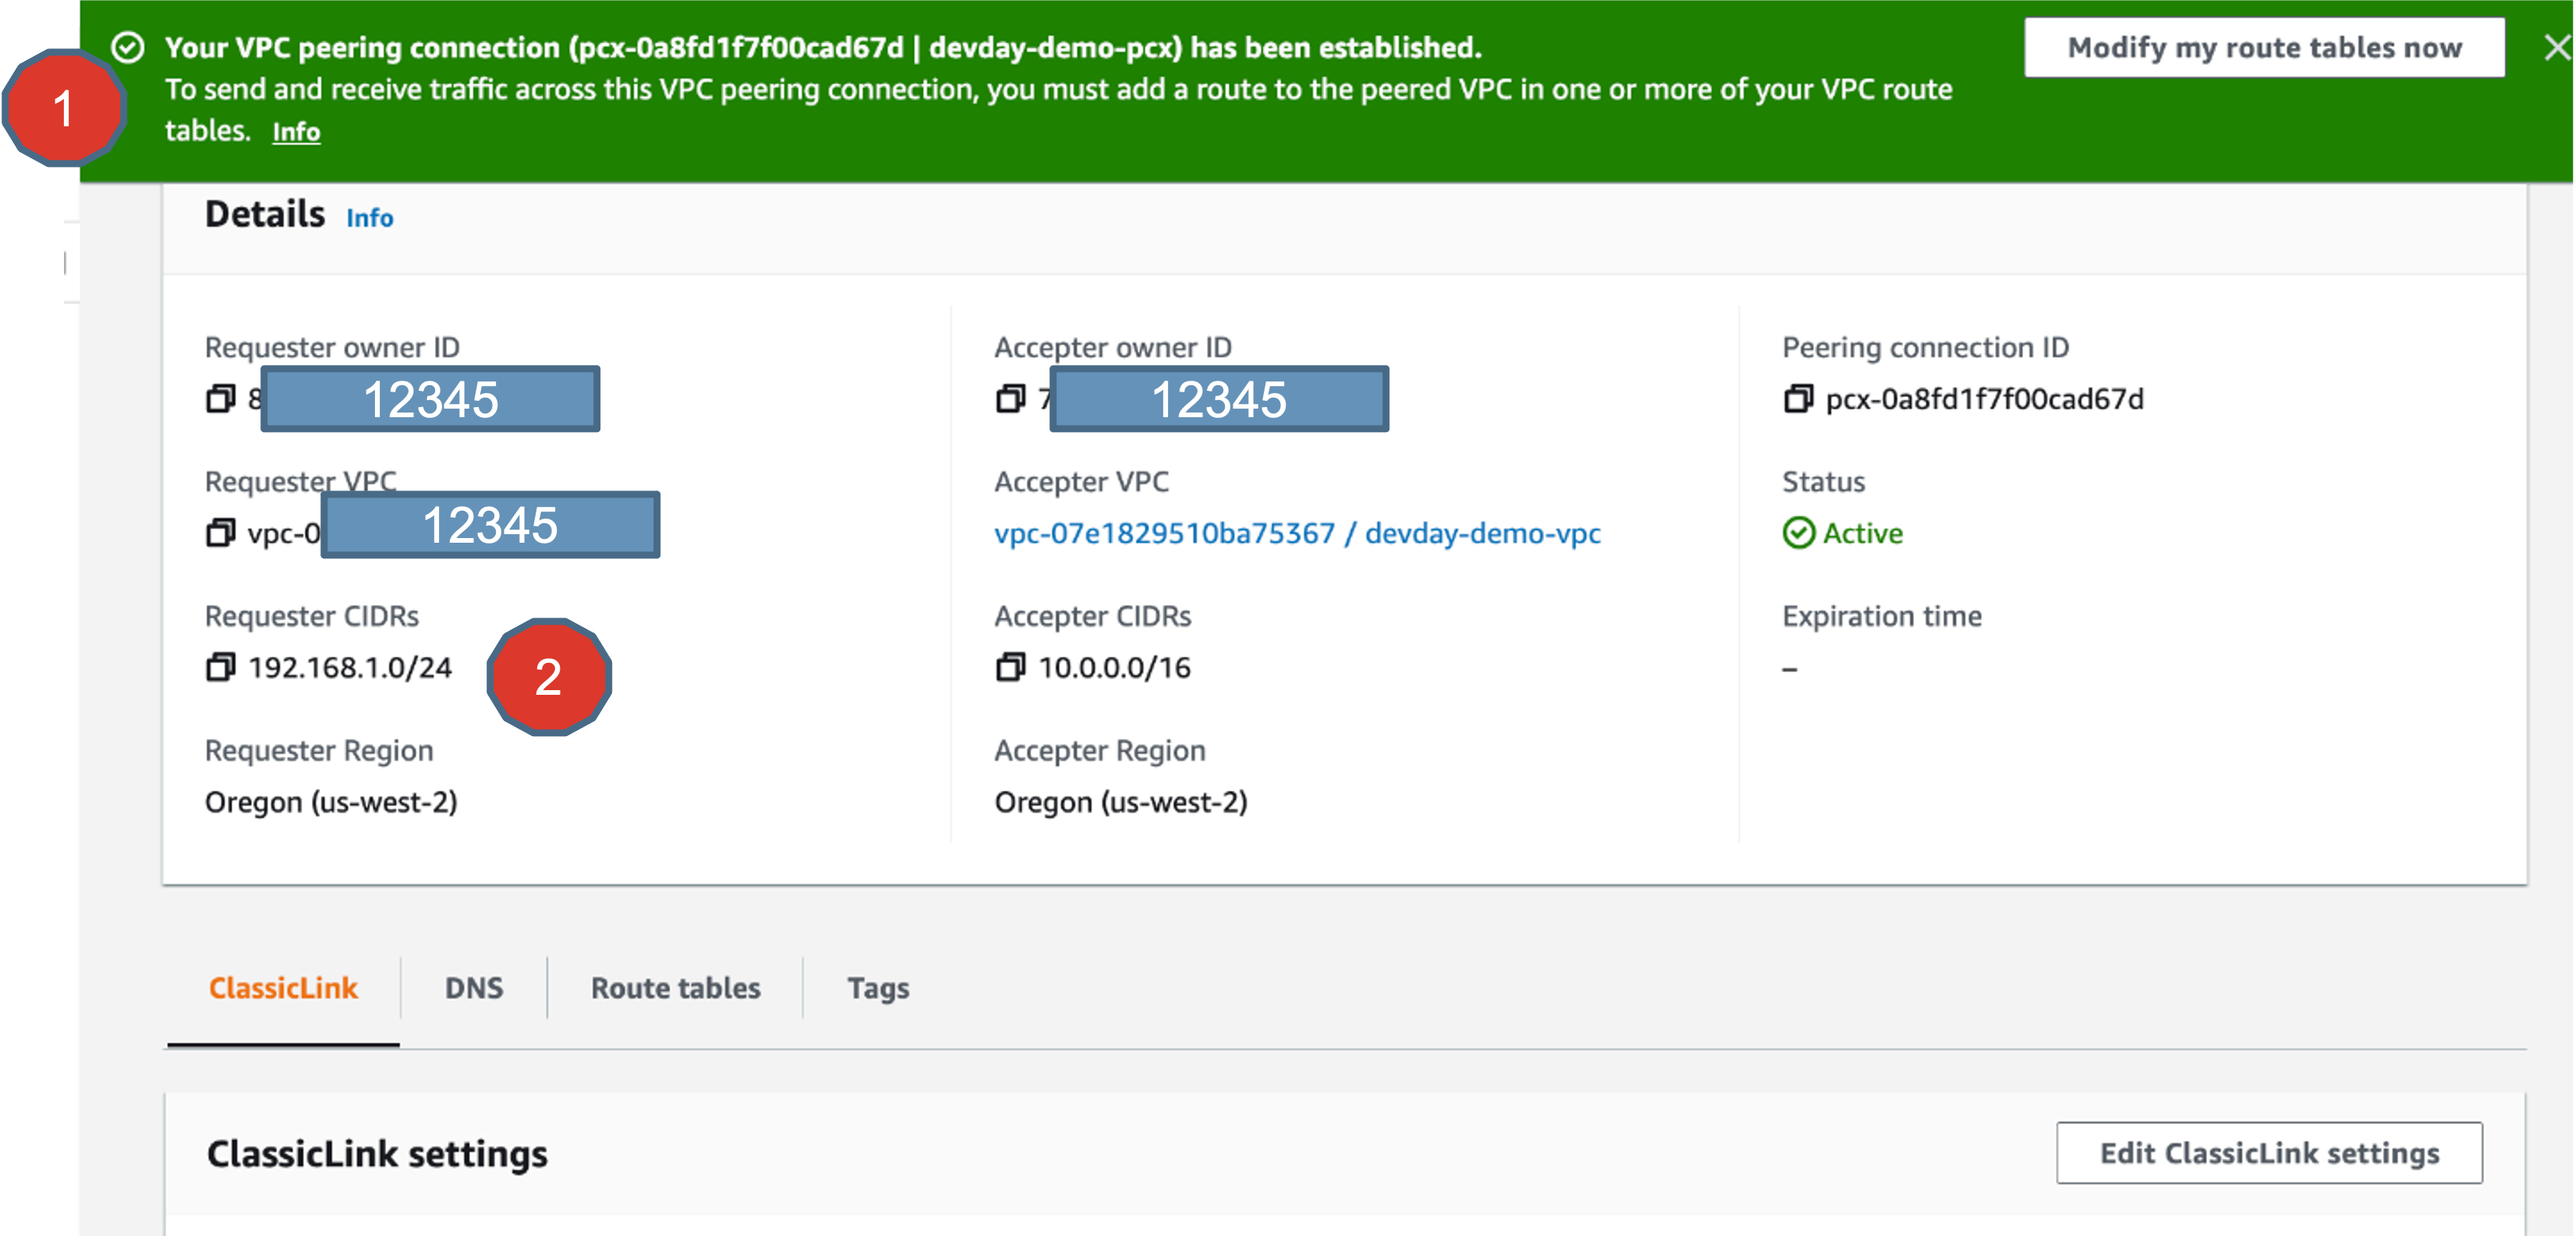 Your VPC peering connection (pcx-0a8fd1f7f00cad67d | devday-demo-pcx) has been established.
Modify my route tables now
1
To send and receive traffic across this VPC peering connection, you must add a route to the peered VPC in one or more of your VPC route
tables. Info
Details Info
Requester owner ID
8 12345
Requester VPC
vpc-0 12345
Requester CIDRs
192.168.1.0/24
2
Requester Region
Oregon (us-west-2)
Accepter owner ID
7 12345
Accepter VPC
vpc-07e1829510ba75367 / devday-demo-vpc
Accepter CIDRs
10.0.0.0/16
Accepter Region
Oregon (us-west-2)
Peering connection ID
pcx-0a8fd1f7f00cad67d
Status
Active
Expiration time
–
ClassicLink
DNS
Route tables
Tags
ClassicLink settings
Edit ClassicLink settings